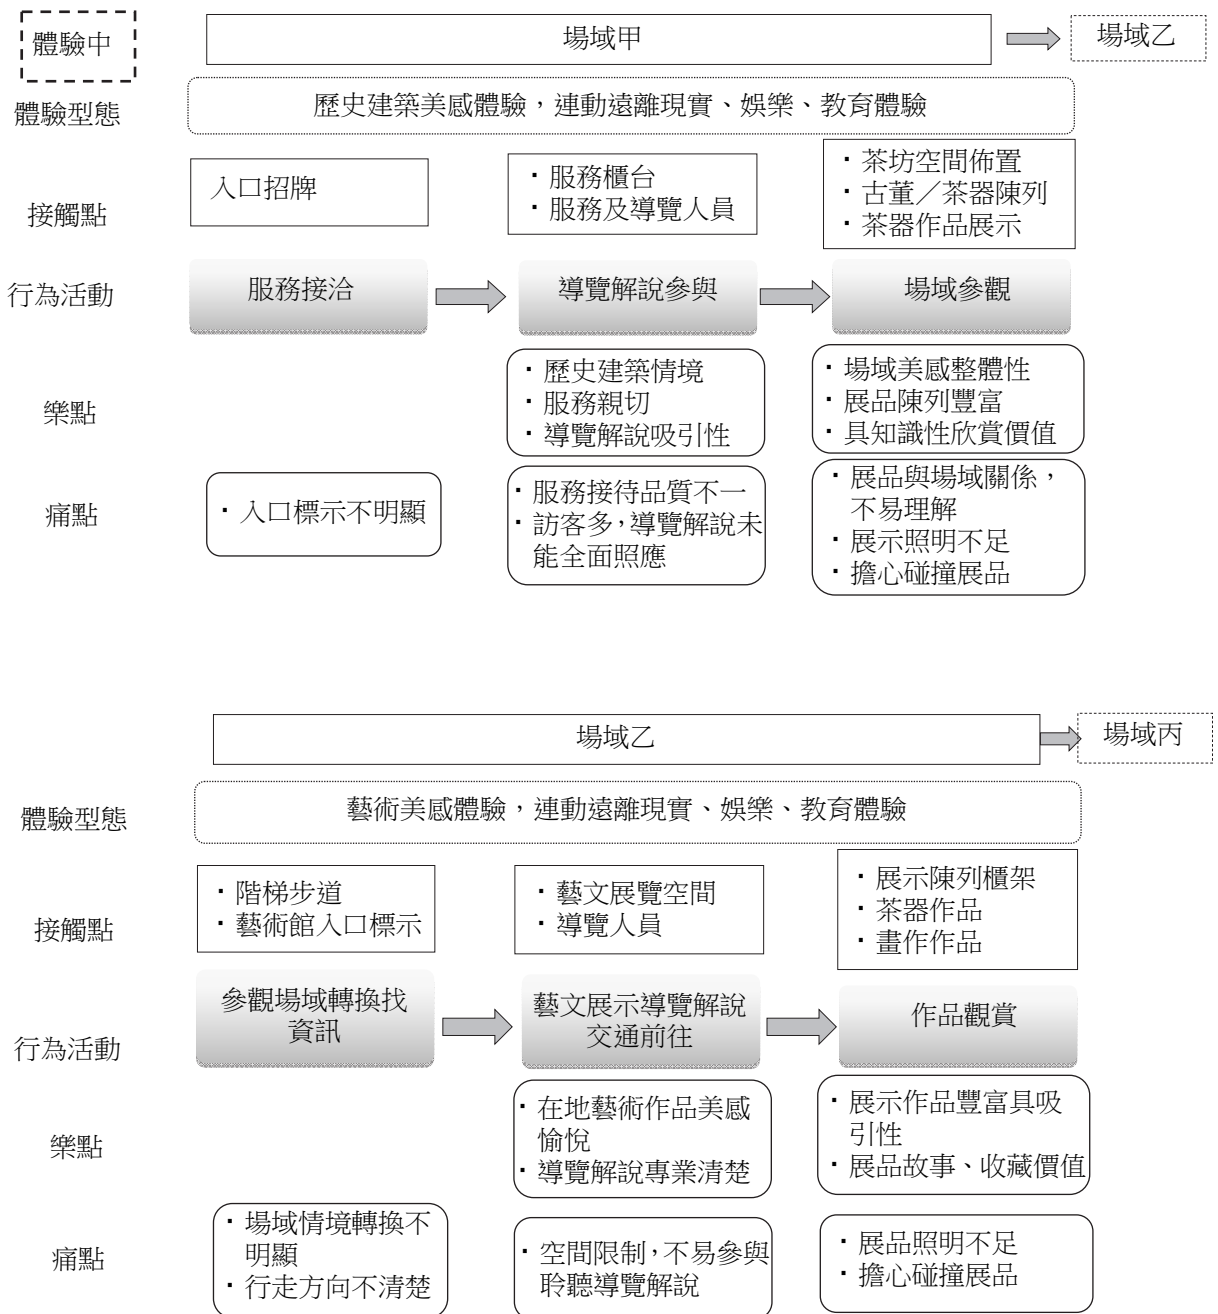 體驗中
場域甲
場域乙
體驗型態
歷史建築美感體驗，連動遠離現實、娛樂、教育體驗
接觸點
入口招牌
・服務櫃台
・服務及導覽人員
・茶坊空間佈置
・古董／茶器陳列
・茶器作品展示
行為活動
服務接洽
導覽解說參與
場域參觀
樂點
・歷史建築情境
・服務親切
・導覽解說吸引性
・場域美感整體性
・展品陳列豐富
・具知識性欣賞價值
痛點
・入口標示不明顯
・服務接待品質不一
・訪客多，導覽解說未
能全面照應
・展品與場域關係，
不易理解
・展示照明不足
・擔心碰撞展品
場域乙
場域丙
體驗型態
藝術美感體驗，連動遠離現實、娛樂、教育體驗
接觸點
・階梯步道
・藝術館入口標示
・藝文展覽空間
・導覽人員
・展示陳列櫃架
・茶器作品
・畫作作品
行為活動
參觀場域轉換找
資訊
藝文展示導覽解說
交通前往
作品觀賞
樂點
・在地藝術作品美感
愉悅
・導覽解說專業清楚
・展示作品豐富具吸
引性
・展品故事、收藏價值
痛點
・場域情境轉換不
明顯
・行走方向不清楚
・空間限制，不易參與
聆聽導覽解說
・展品照明不足
・擔心碰撞展品